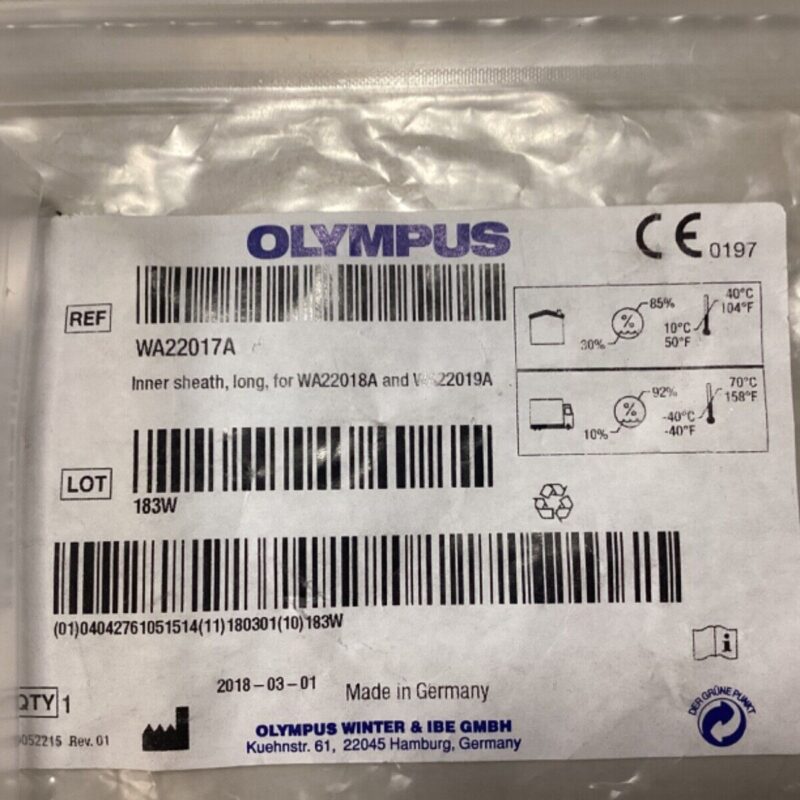 OLYMPUS
CE 0197
REF
WA22017A
Inner sheath, long, for WA22018A and WA22019A
85%
30%
40°C
104°F
10°C
50°F
92%
10%
70°C
158°F
-40°C
-40°F
LOT
183W
(01)04042761051514(11)180301(10)183W
QTY 1
2018-03-01
Made in Germany
Rev. 01
OLYMPUS WINTER & IBE GMBH
Kuehnstr. 61, 22045 Hamburg, Germany
DER GRÜNE PUNKT